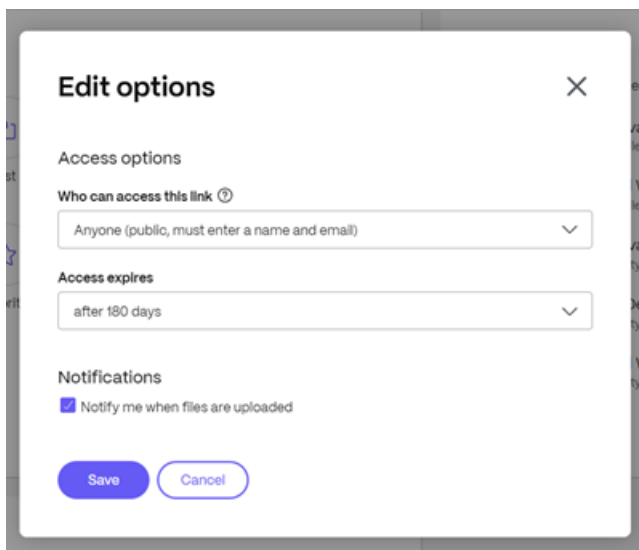 Edit options
Access options
Who can access this link
Anyone (public, must enter a name and email)
Access expires
after 180 days
Notifications
Notify me when files are uploaded
Save
Cancel